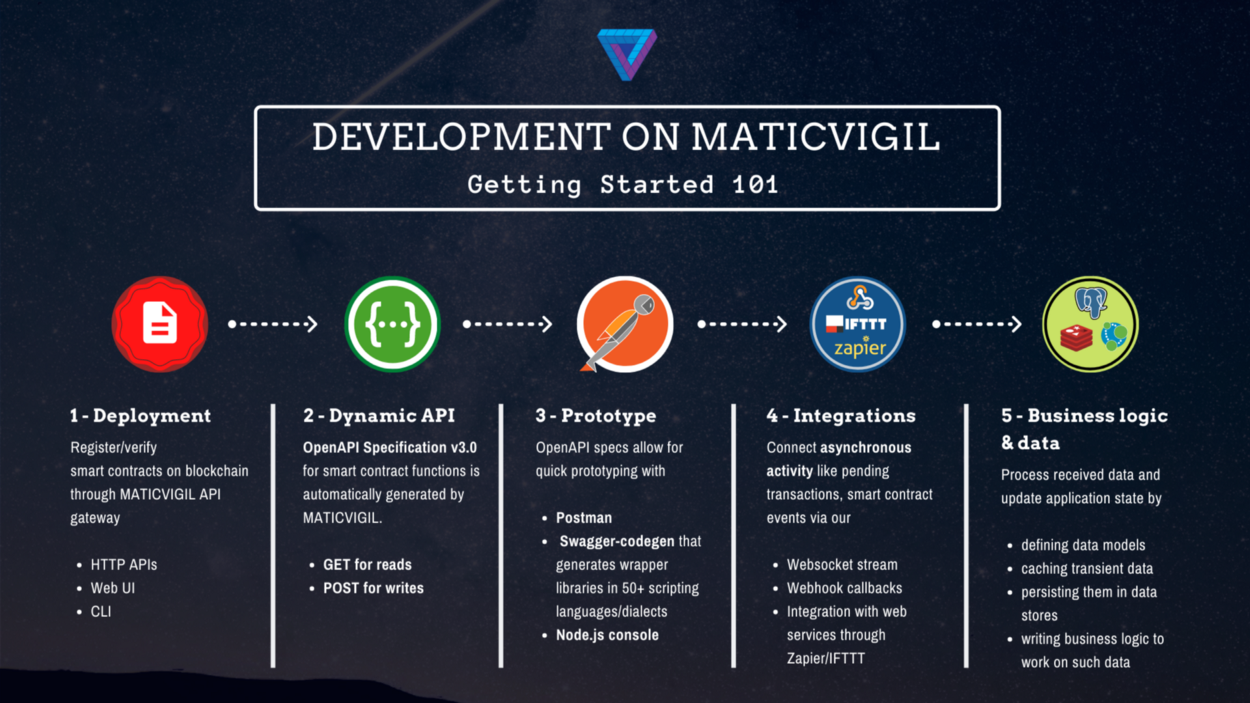 DEVELOPMENT ON MATICVIGIL
Getting Started 101
IFTTT
zapier
1 - Deployment
Register/verify
smart contracts on blockchain
through MATICVIGIL API
gateway
• HTTP APIs
• Web UI
• CLI
2 - Dynamic API
OpenAPI Specification v3.0
for smart contract functions is
automatically generated by
MATICVIGIL.
• GET for reads
• POST for writes
3 - Prototype
OpenAPI specs allow for
quick prototyping with
• Postman
• Swagger-codegen that
generates wrapper
libraries in 50+ scripting
languages/dialects
• Node.js console
4 - Integrations
Connect asynchronous
activity like pending
transactions, smart contract
events via our
• Websocket stream
• Webhook callbacks
• Integration with web
services through
Zapier/IFTTT
5 - Business logic
& data
Process received data and
update application state by
• defining data models
• caching transient data
• persisting them in data
stores
• writing business logic to
work on such data